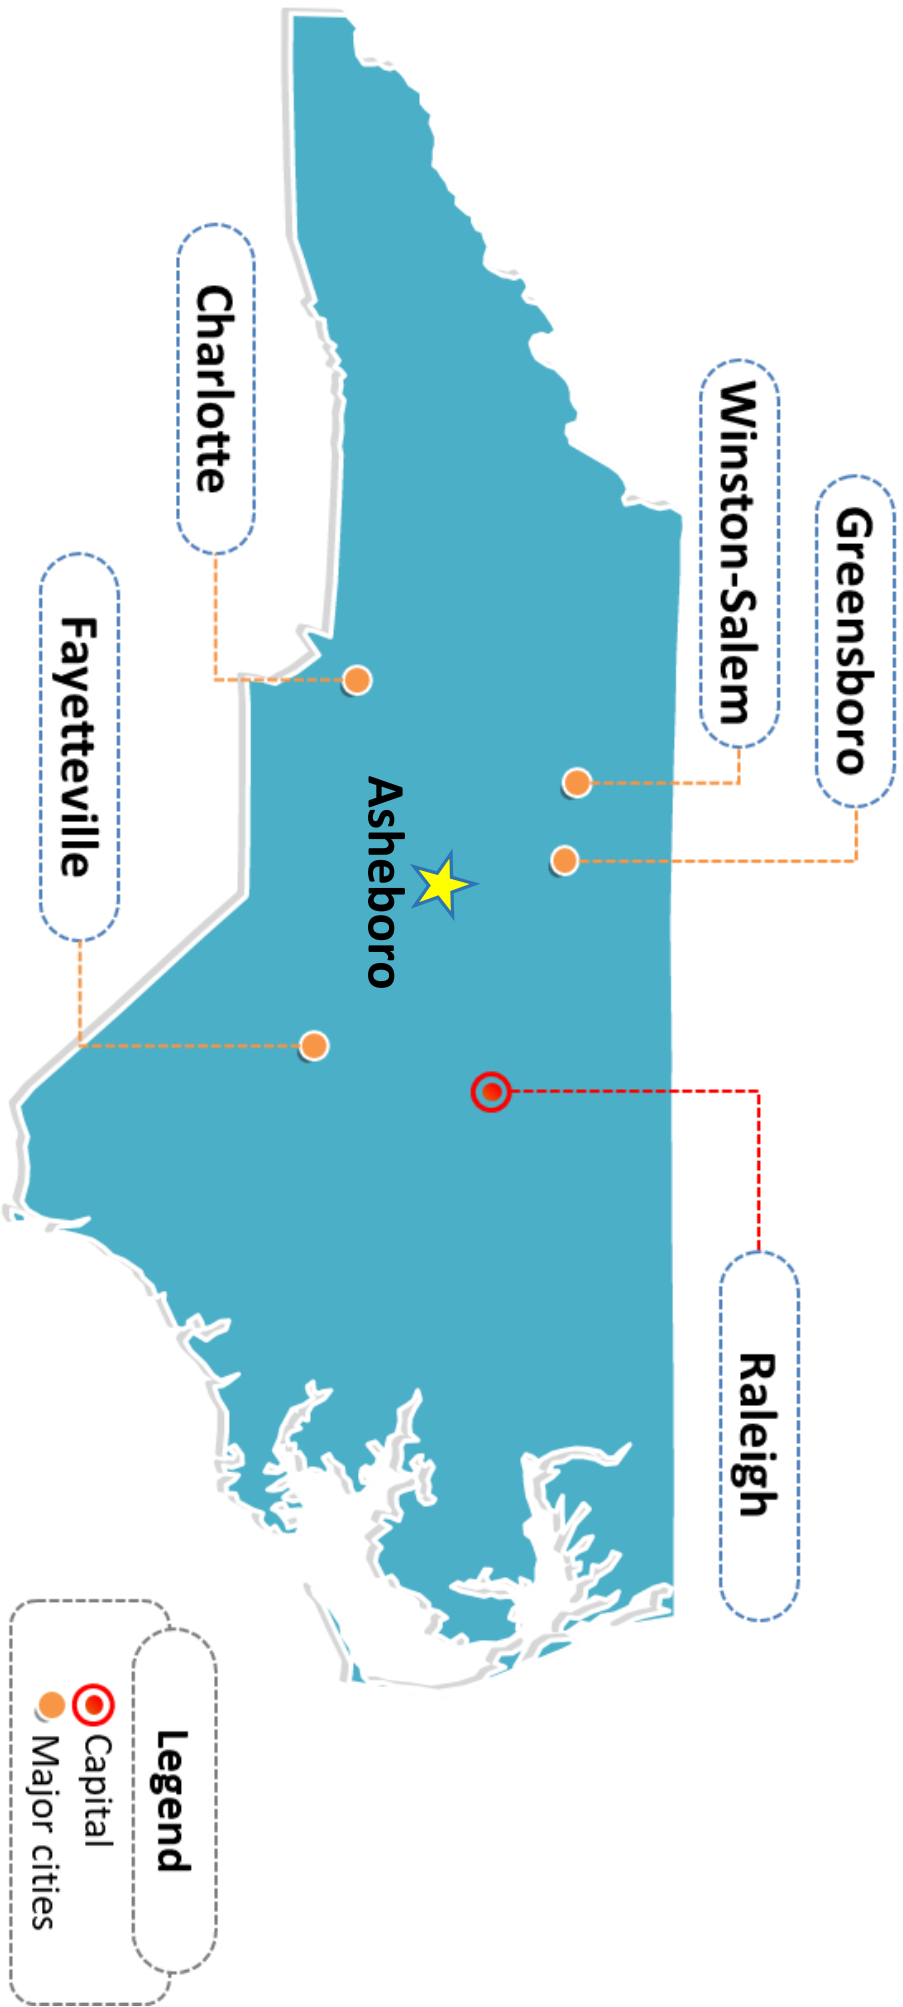 Greensboro
Winston-Salem
Raleigh
Asheboro
Charlotte
Fayetteville
Legend
Capital
Major cities